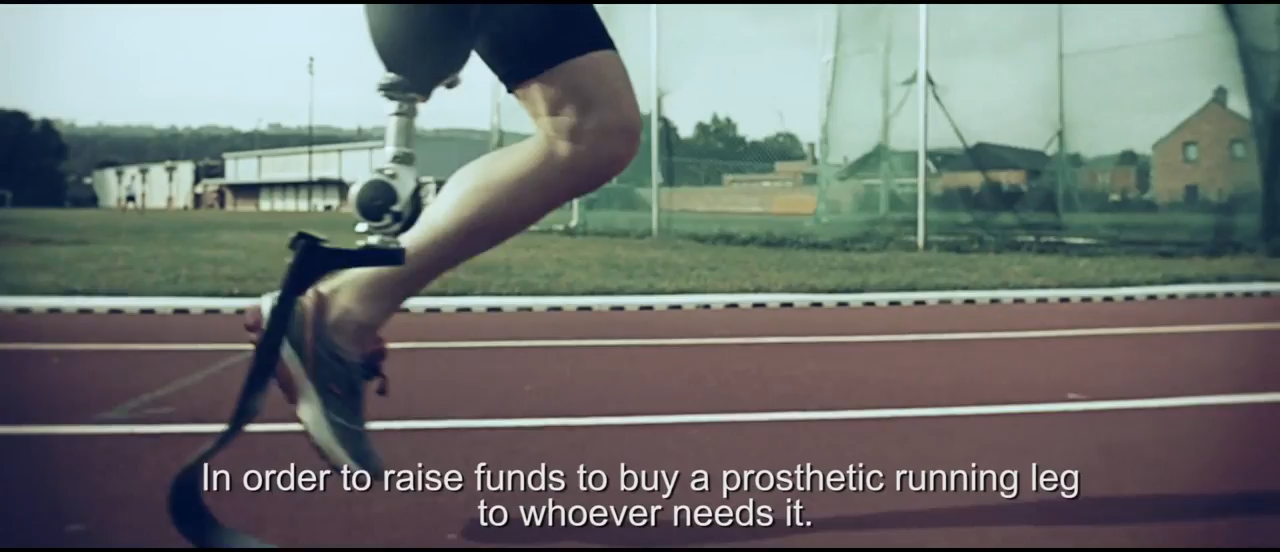 In order to raise funds to buy a prosthetic running leg
to whoever needs it.